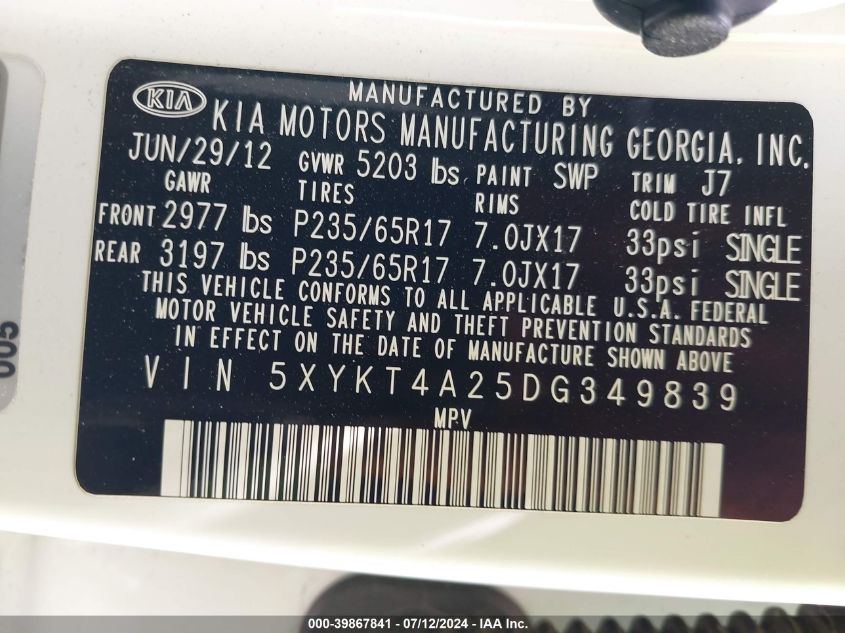 MANUFACTURED BY
KIA KIA MOTORS MANUFACTURING GEORGIA, INC.
JUN/29/12 GVWR 5203 lbs PAINT SWP TRIM J7
GAWR TIRES RIMS COLD TIRE INFL
FRONT 2977 lbs P235/65R17 7.0JX17 33psi SINGLE
REAR 3197 lbs P235/65R17 7.0JX17 33psi SINGLE
THIS VEHICLE CONFORMS TO ALL APPLICABLE U.S.A. FEDERAL
MOTOR VEHICLE SAFETY AND THEFT PREVENTION STANDARDS
IN EFFECT ON THE DATE OF MANUFACTURE SHOWN ABOVE
VIN 5XYKT4A25DG349839
MPV
005
000-39867841 / 07/12/2024 - IAA Inc.